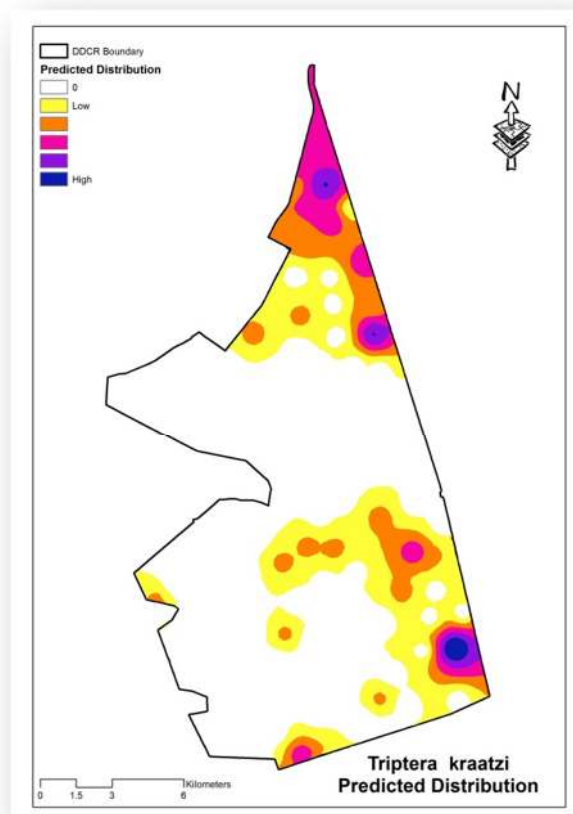 DDCR Boundary
Predicted Distribution
0
Low
High
N
Kilometers
0 1.5 3 6
Triptera kraatzi
Predicted Distribution